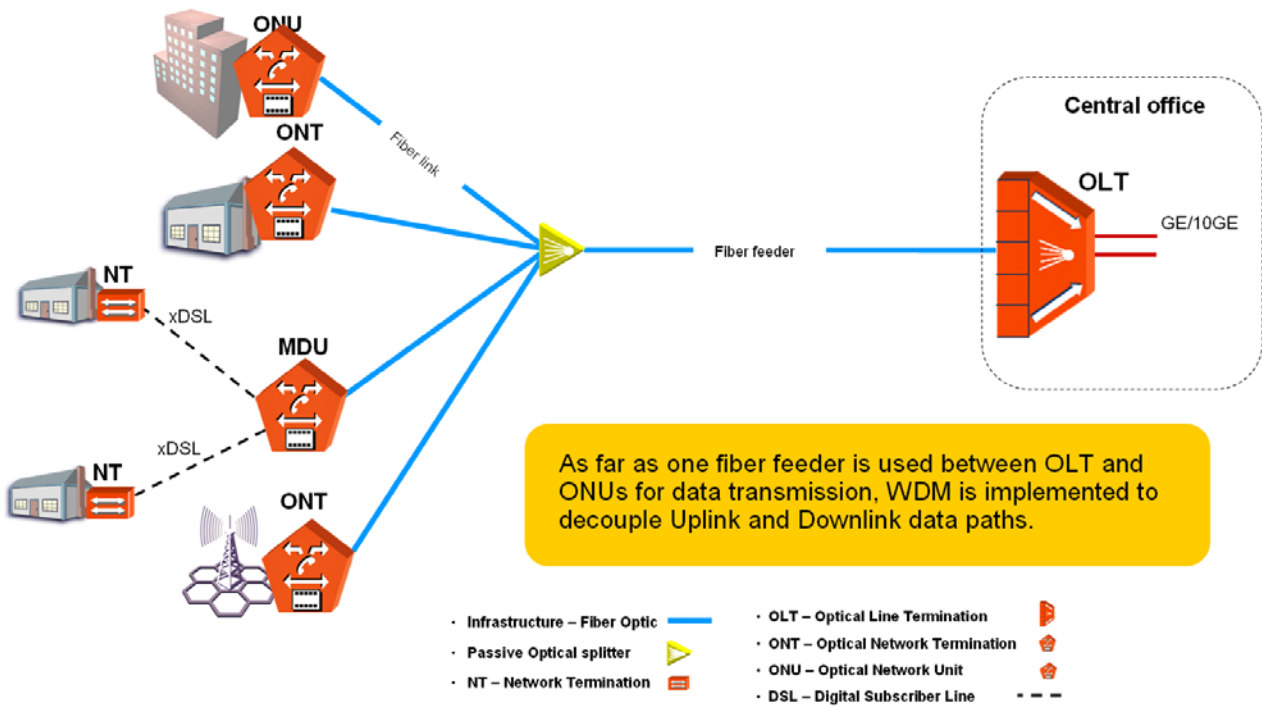 ONU
Central office
ONT
Fiber link
OLT
GE/10GE
Fiber feeder
NT
xDSL
MDU
xDSL
NT
As far as one fiber feeder is used between OLT and
ONUs for data transmission, WDM is implemented to
decouple Uplink and Downlink data paths.
ONT
· Infrastructure – Fiber Optic
· Passive Optical splitter
· NT – Network Termination
· OLT – Optical Line Termination
· ONT – Optical Network Termination
· ONU – Optical Network Unit
· DSL – Digital Subscriber Line